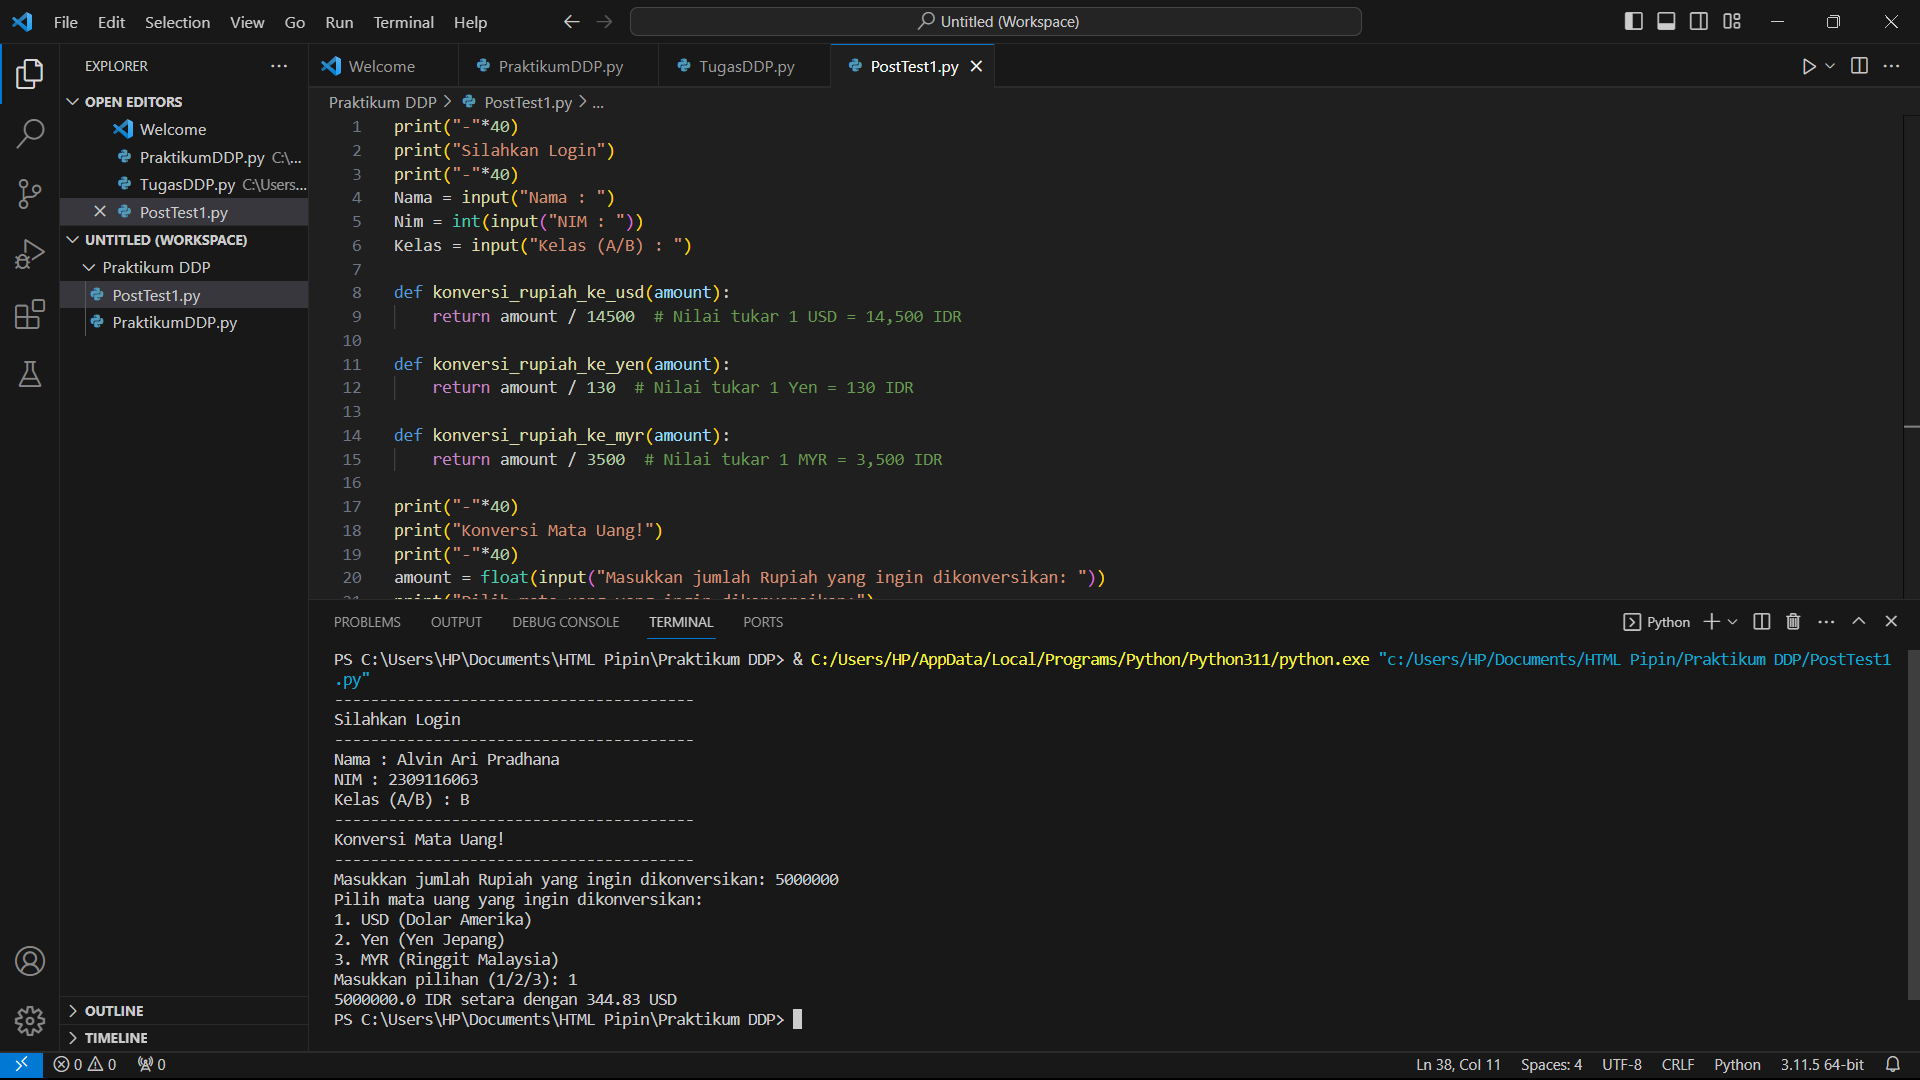 File Edit Selection View Go Run Terminal Help
Untitled (Workspace)
EXPLORER
OPEN EDITORS
Welcome
PraktikumDDP.py C:\...
TugasDDP.py C:\Users...
PostTest1.py
UNTITLED (WORKSPACE)
Praktikum DDP
PostTest1.py
PraktikumDDP.py
OUTLINE
TIMELINE
Welcome PraktikumDDP.py TugasDDP.py PostTest1.py
Praktikum DDP > PostTest1.py > ...
1 print("-"*40)
2 print("Silahkan Login")
3 print("-"*40)
4 Nama = input("Nama : ")
5 Nim = int(input("NIM : "))
6 Kelas = input("Kelas (A/B) : ")
7
8 def konversi_rupiah_ke_usd(amount):
9 return amount / 14500 # Nilai tukar 1 USD = 14,500 IDR
10
11 def konversi_rupiah_ke_yen(amount):
12 return amount / 130 # Nilai tukar 1 Yen = 130 IDR
13
14 def konversi_rupiah_ke_myr(amount):
15 return amount / 3500 # Nilai tukar 1 MYR = 3,500 IDR
16
17 print("-"*40)
18 print("Konversi Mata Uang!")
19 print("-"*40)
20 amount = float(input("Masukkan jumlah Rupiah yang ingin dikonversikan: "))
21 print("Pilih mata uang yang ingin dikonversikan:")
PROBLEMS OUTPUT DEBUG CONSOLE TERMINAL PORTS
Python
PS C:\Users\HP\Documents\HTML Pipin\Praktikum DDP> & C:/Users/HP/AppData/Local/Programs/Python/Python311/python.exe "c:/Users/HP/Documents/HTML Pipin/Praktikum DDP/PostTest1
.py"
----------------------------------------
Silahkan Login
----------------------------------------
Nama : Alvin Ari Pradhana
NIM : 2309116063
Kelas (A/B) : B
----------------------------------------
Konversi Mata Uang!
----------------------------------------
Masukkan jumlah Rupiah yang ingin dikonversikan: 5000000
Pilih mata uang yang ingin dikonversikan:
1. USD (Dolar Amerika)
2. Yen (Yen Jepang)
3. MYR (Ringgit Malaysia)
Masukkan pilihan (1/2/3): 1
5000000.0 IDR setara dengan 344.83 USD
PS C:\Users\HP\Documents\HTML Pipin\Praktikum DDP>
0 0 0 Ln 38, Col 11 Spaces: 4 UTF-8 CRLF Python 3.11.5 64-bit